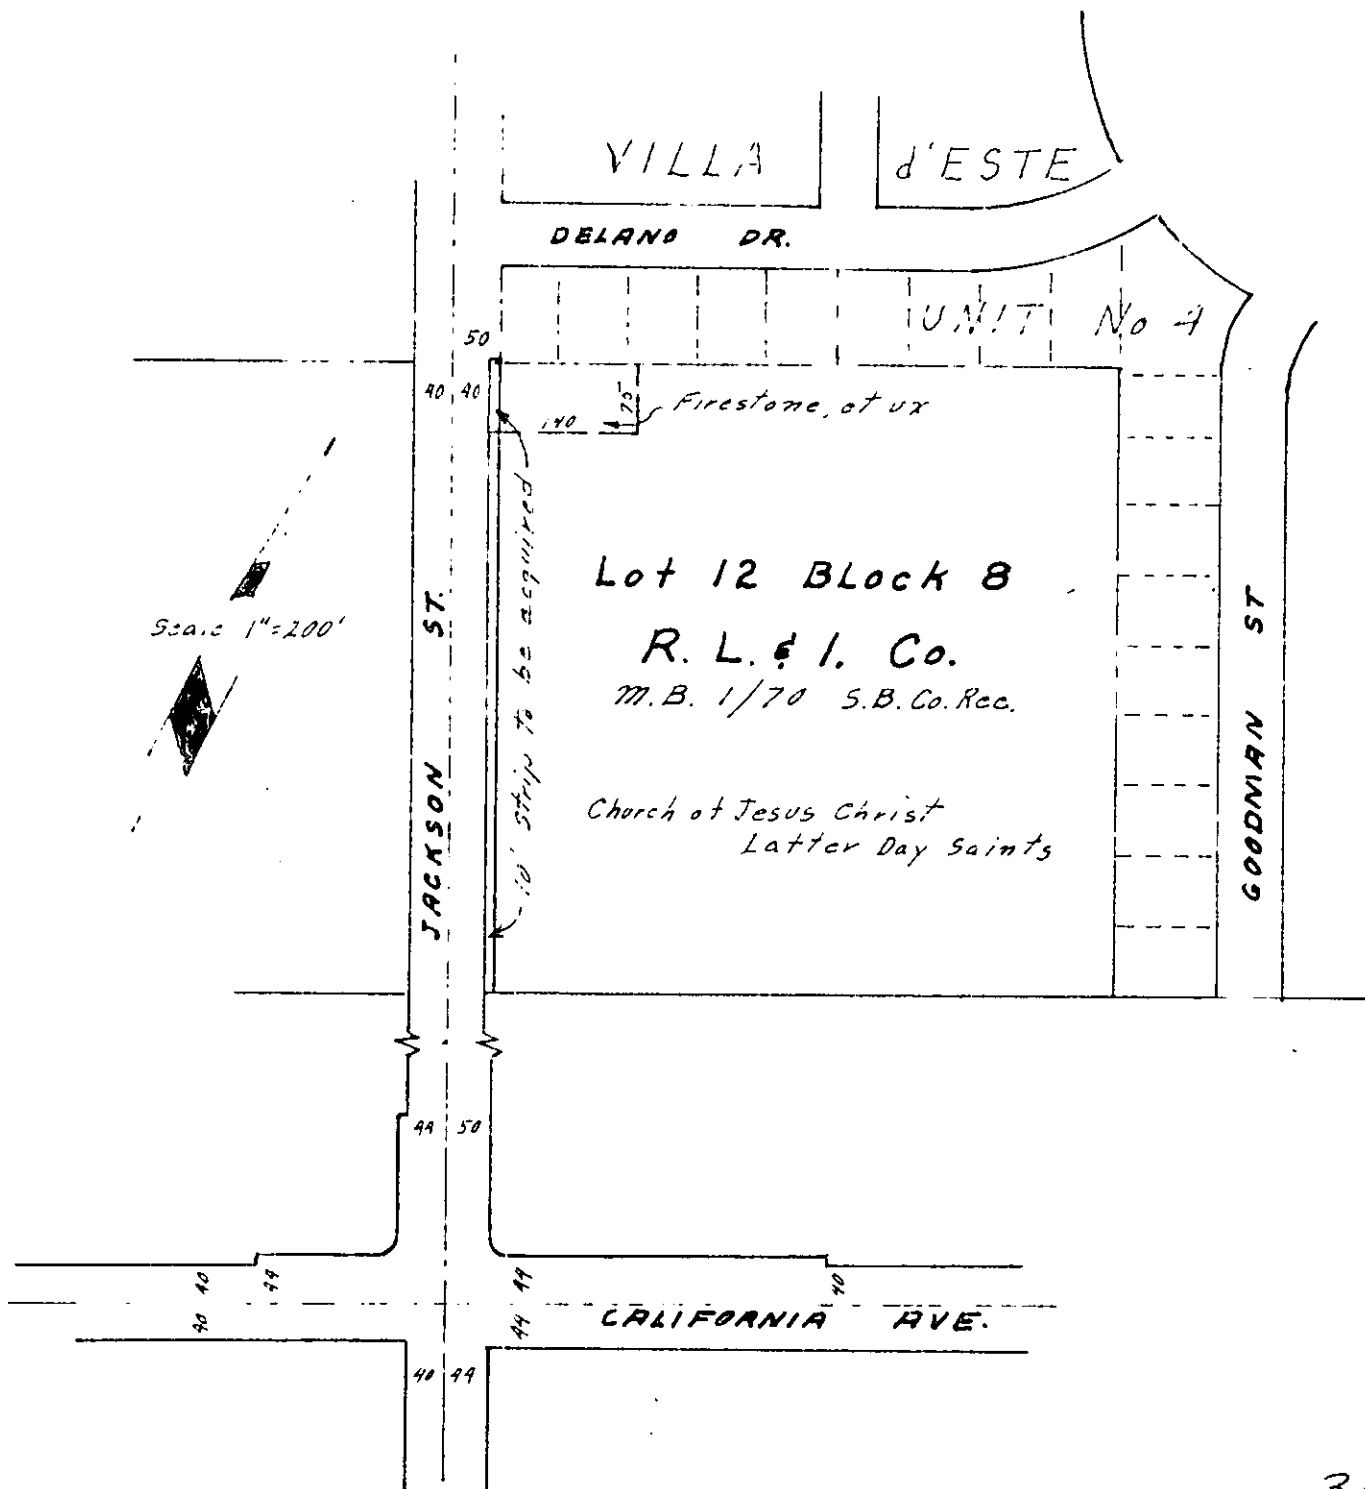 VILLA d'ESTE
DELANO DR.
UNIT No 4
50
40 40
140
75
Firestone, et ux
10' Strip to be acquired
Scale 1"=200'
JACKSON ST.
Lot 12 Block 8
R. L. & I. Co.
M.B. 1/70 S.B. Co. Rec.
Church of Jesus Christ
Latter Day Saints
GOODMAN ST
44 50
40 44 44 40
40 44
CALIFORNIA AVE.
40 44